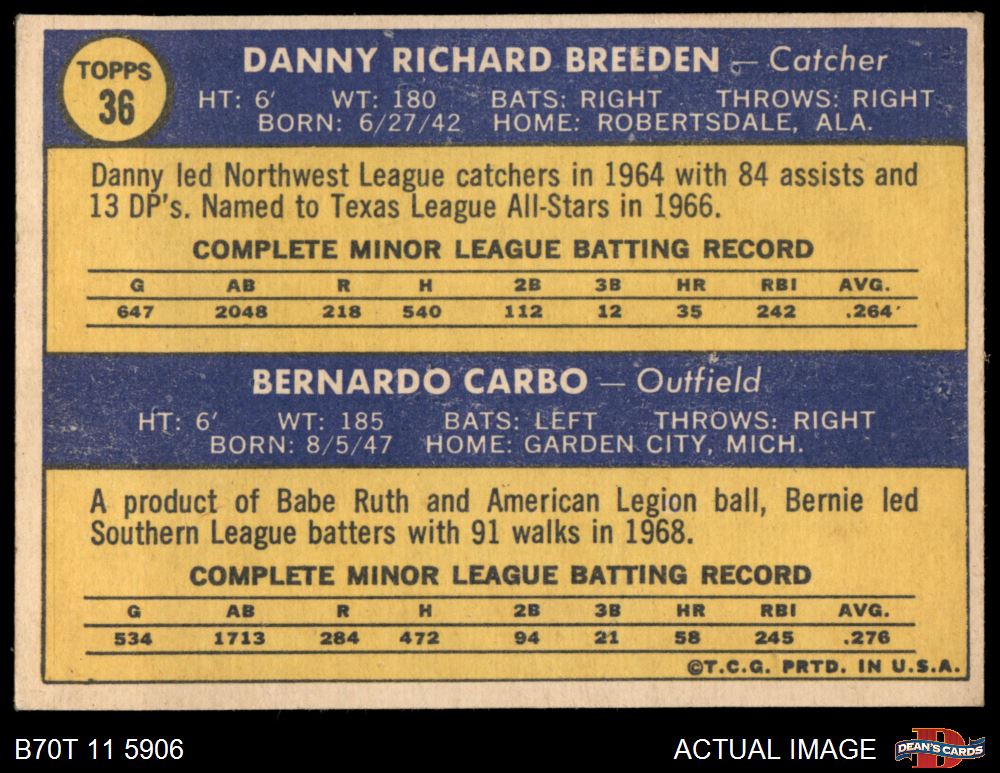 TOPPS
36
DANNY RICHARD BREEDEN — Catcher
HT: 6' WT: 180 BATS: RIGHT THROWS: RIGHT
BORN: 6/27/42 HOME: ROBERTSDALE, ALA.
Danny led Northwest League catchers in 1964 with 84 assists and
13 DP's. Named to Texas League All-Stars in 1966.
COMPLETE MINOR LEAGUE BATTING RECORD
G AB R H 2B 3B HR RBI AVG.
647 2048 218 540 112 12 35 242 .264
BERNARDO CARBO — Outfield
HT: 6' WT: 185 BATS: LEFT THROWS: RIGHT
BORN: 8/5/47 HOME: GARDEN CITY, MICH.
A product of Babe Ruth and American Legion ball, Bernie led
Southern League batters with 91 walks in 1968.
COMPLETE MINOR LEAGUE BATTING RECORD
G AB R H 2B 3B HR RBI AVG.
534 1713 284 472 94 21 58 245 .276
©T.C.G. PRTD. IN U.S.A.
B70T 11 5906
ACTUAL IMAGE
D
DEAN'S CARDS